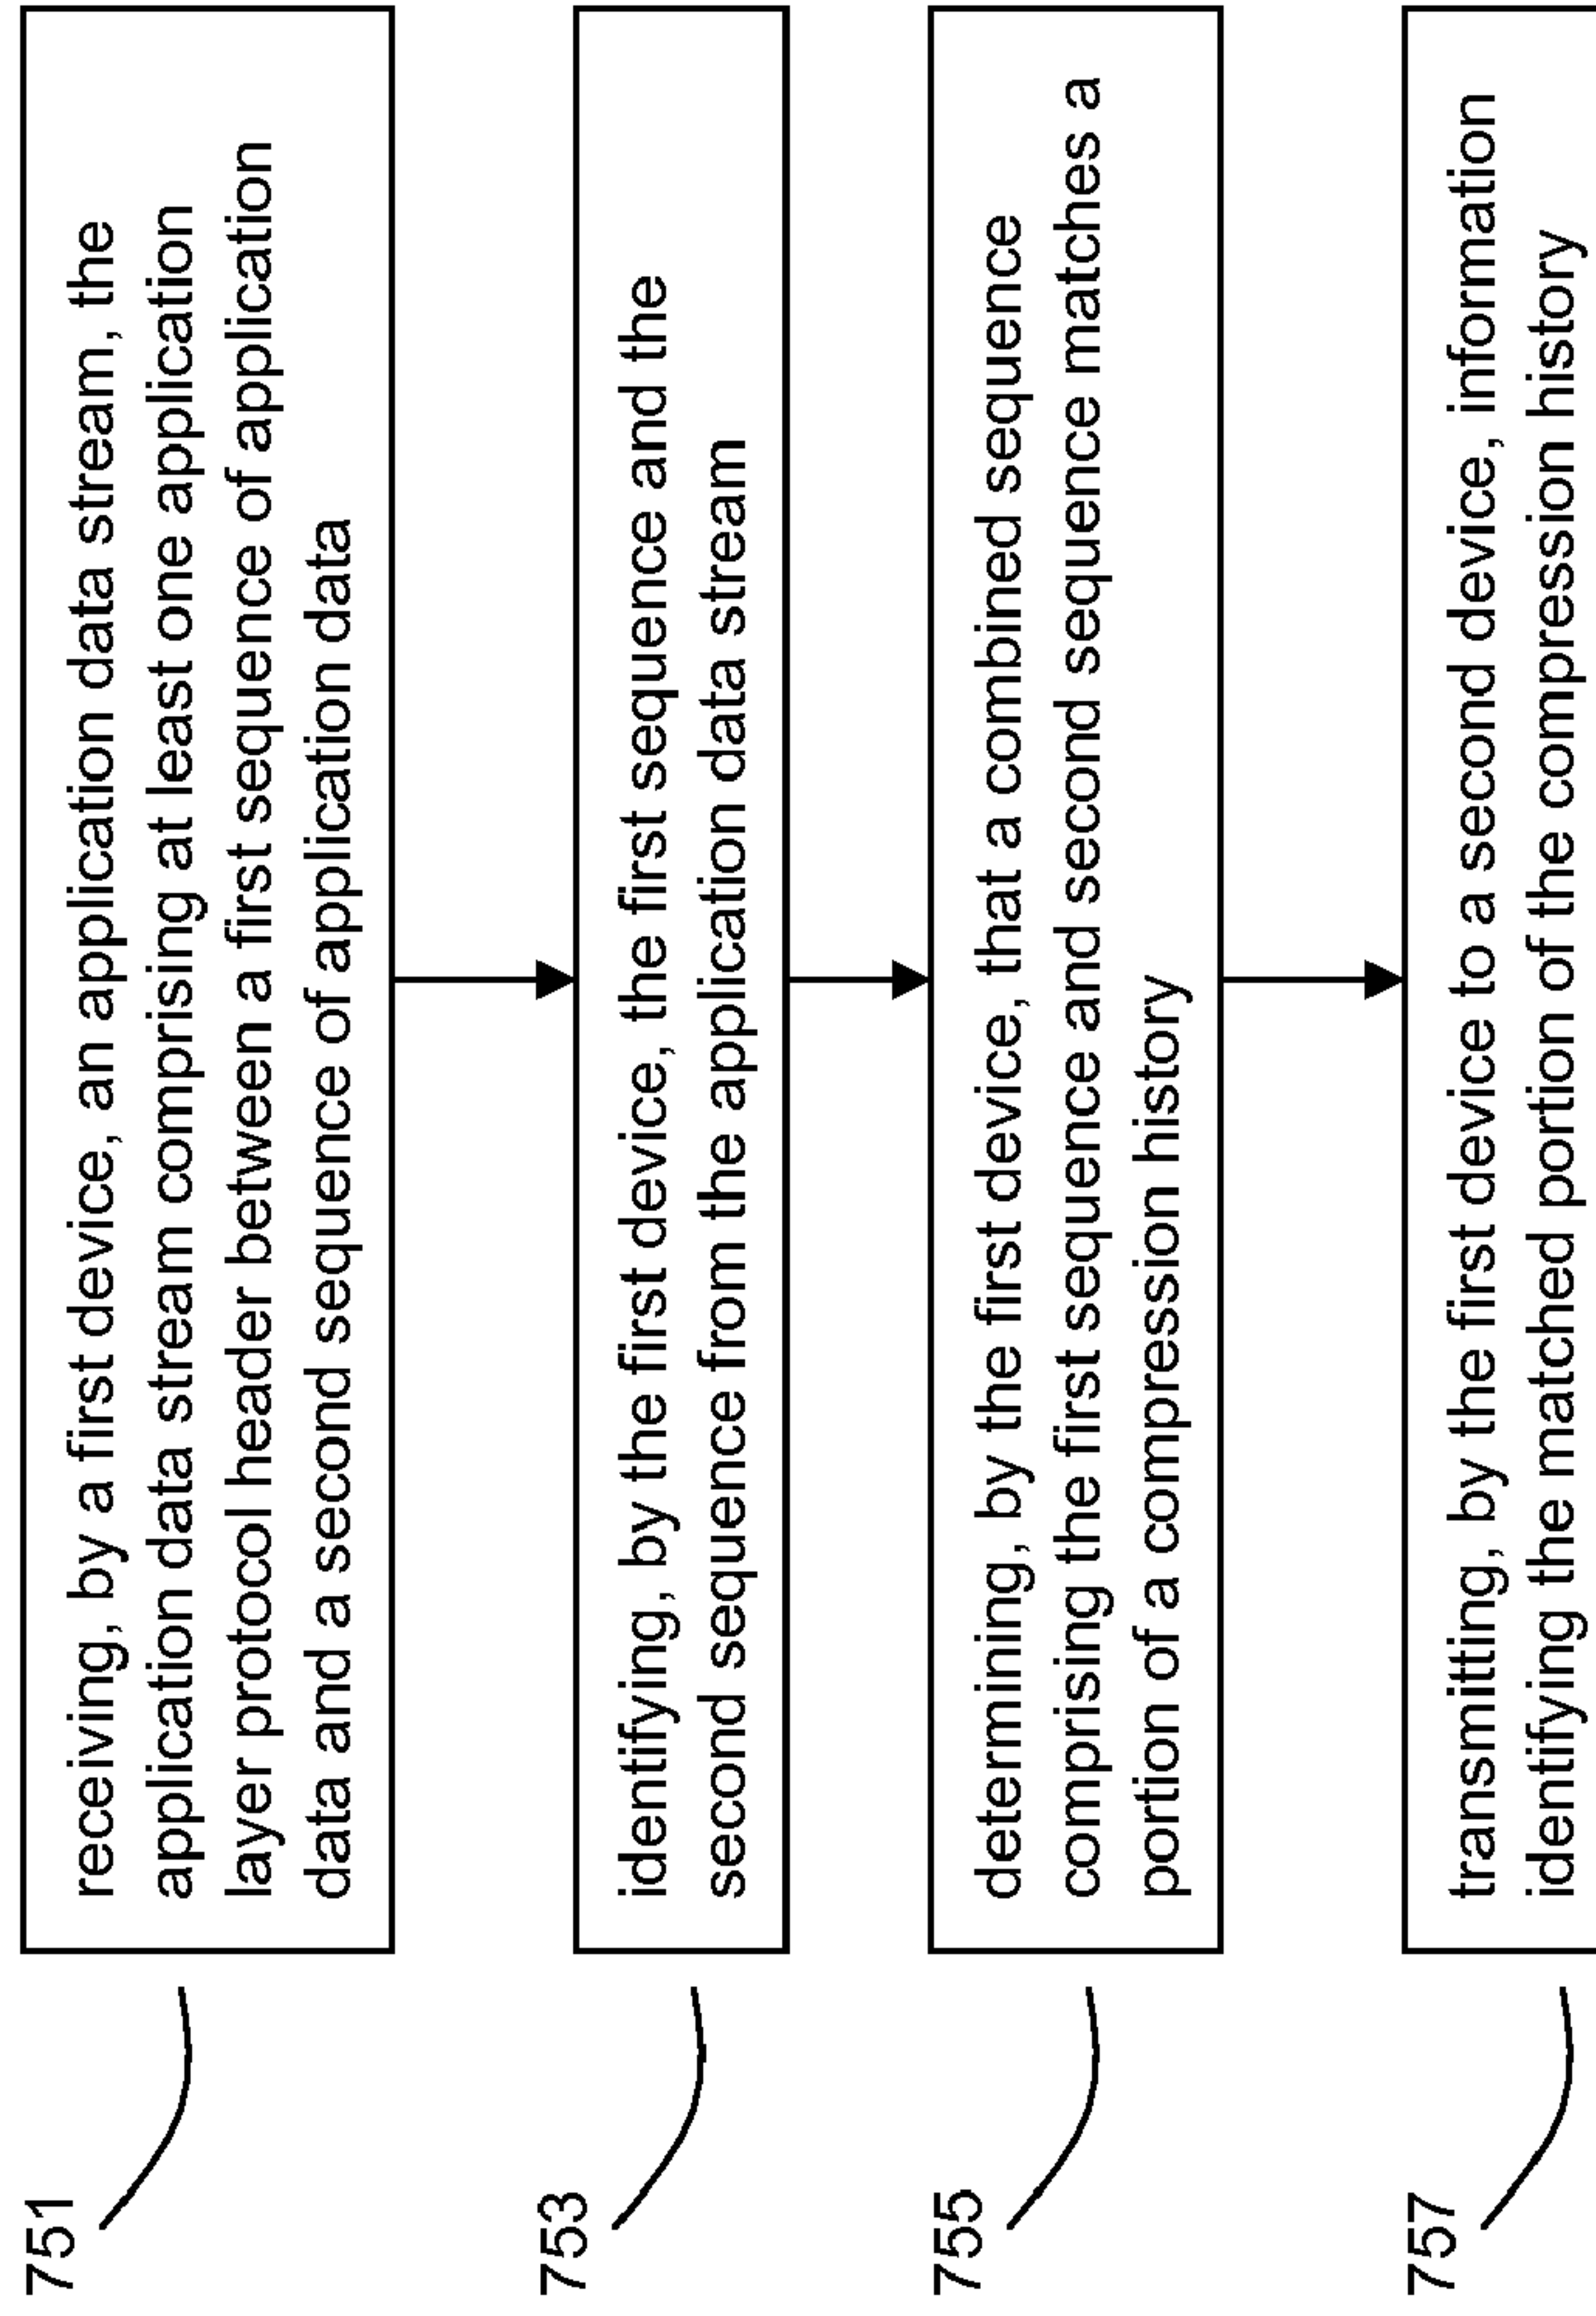 751
receiving, by a first device, an application data stream, the
application data stream comprising at least one application
layer protocol header between a first sequence of application
data and a second sequence of application data
753
identifying, by the first device, the first sequence and the
second sequence from the application data stream
755
determining, by the first device, that a combined sequence
comprising the first sequence and second sequence matches a
portion of a compression history
757
transmitting, by the first device to a second device, information
identifying the matched portion of the compression history